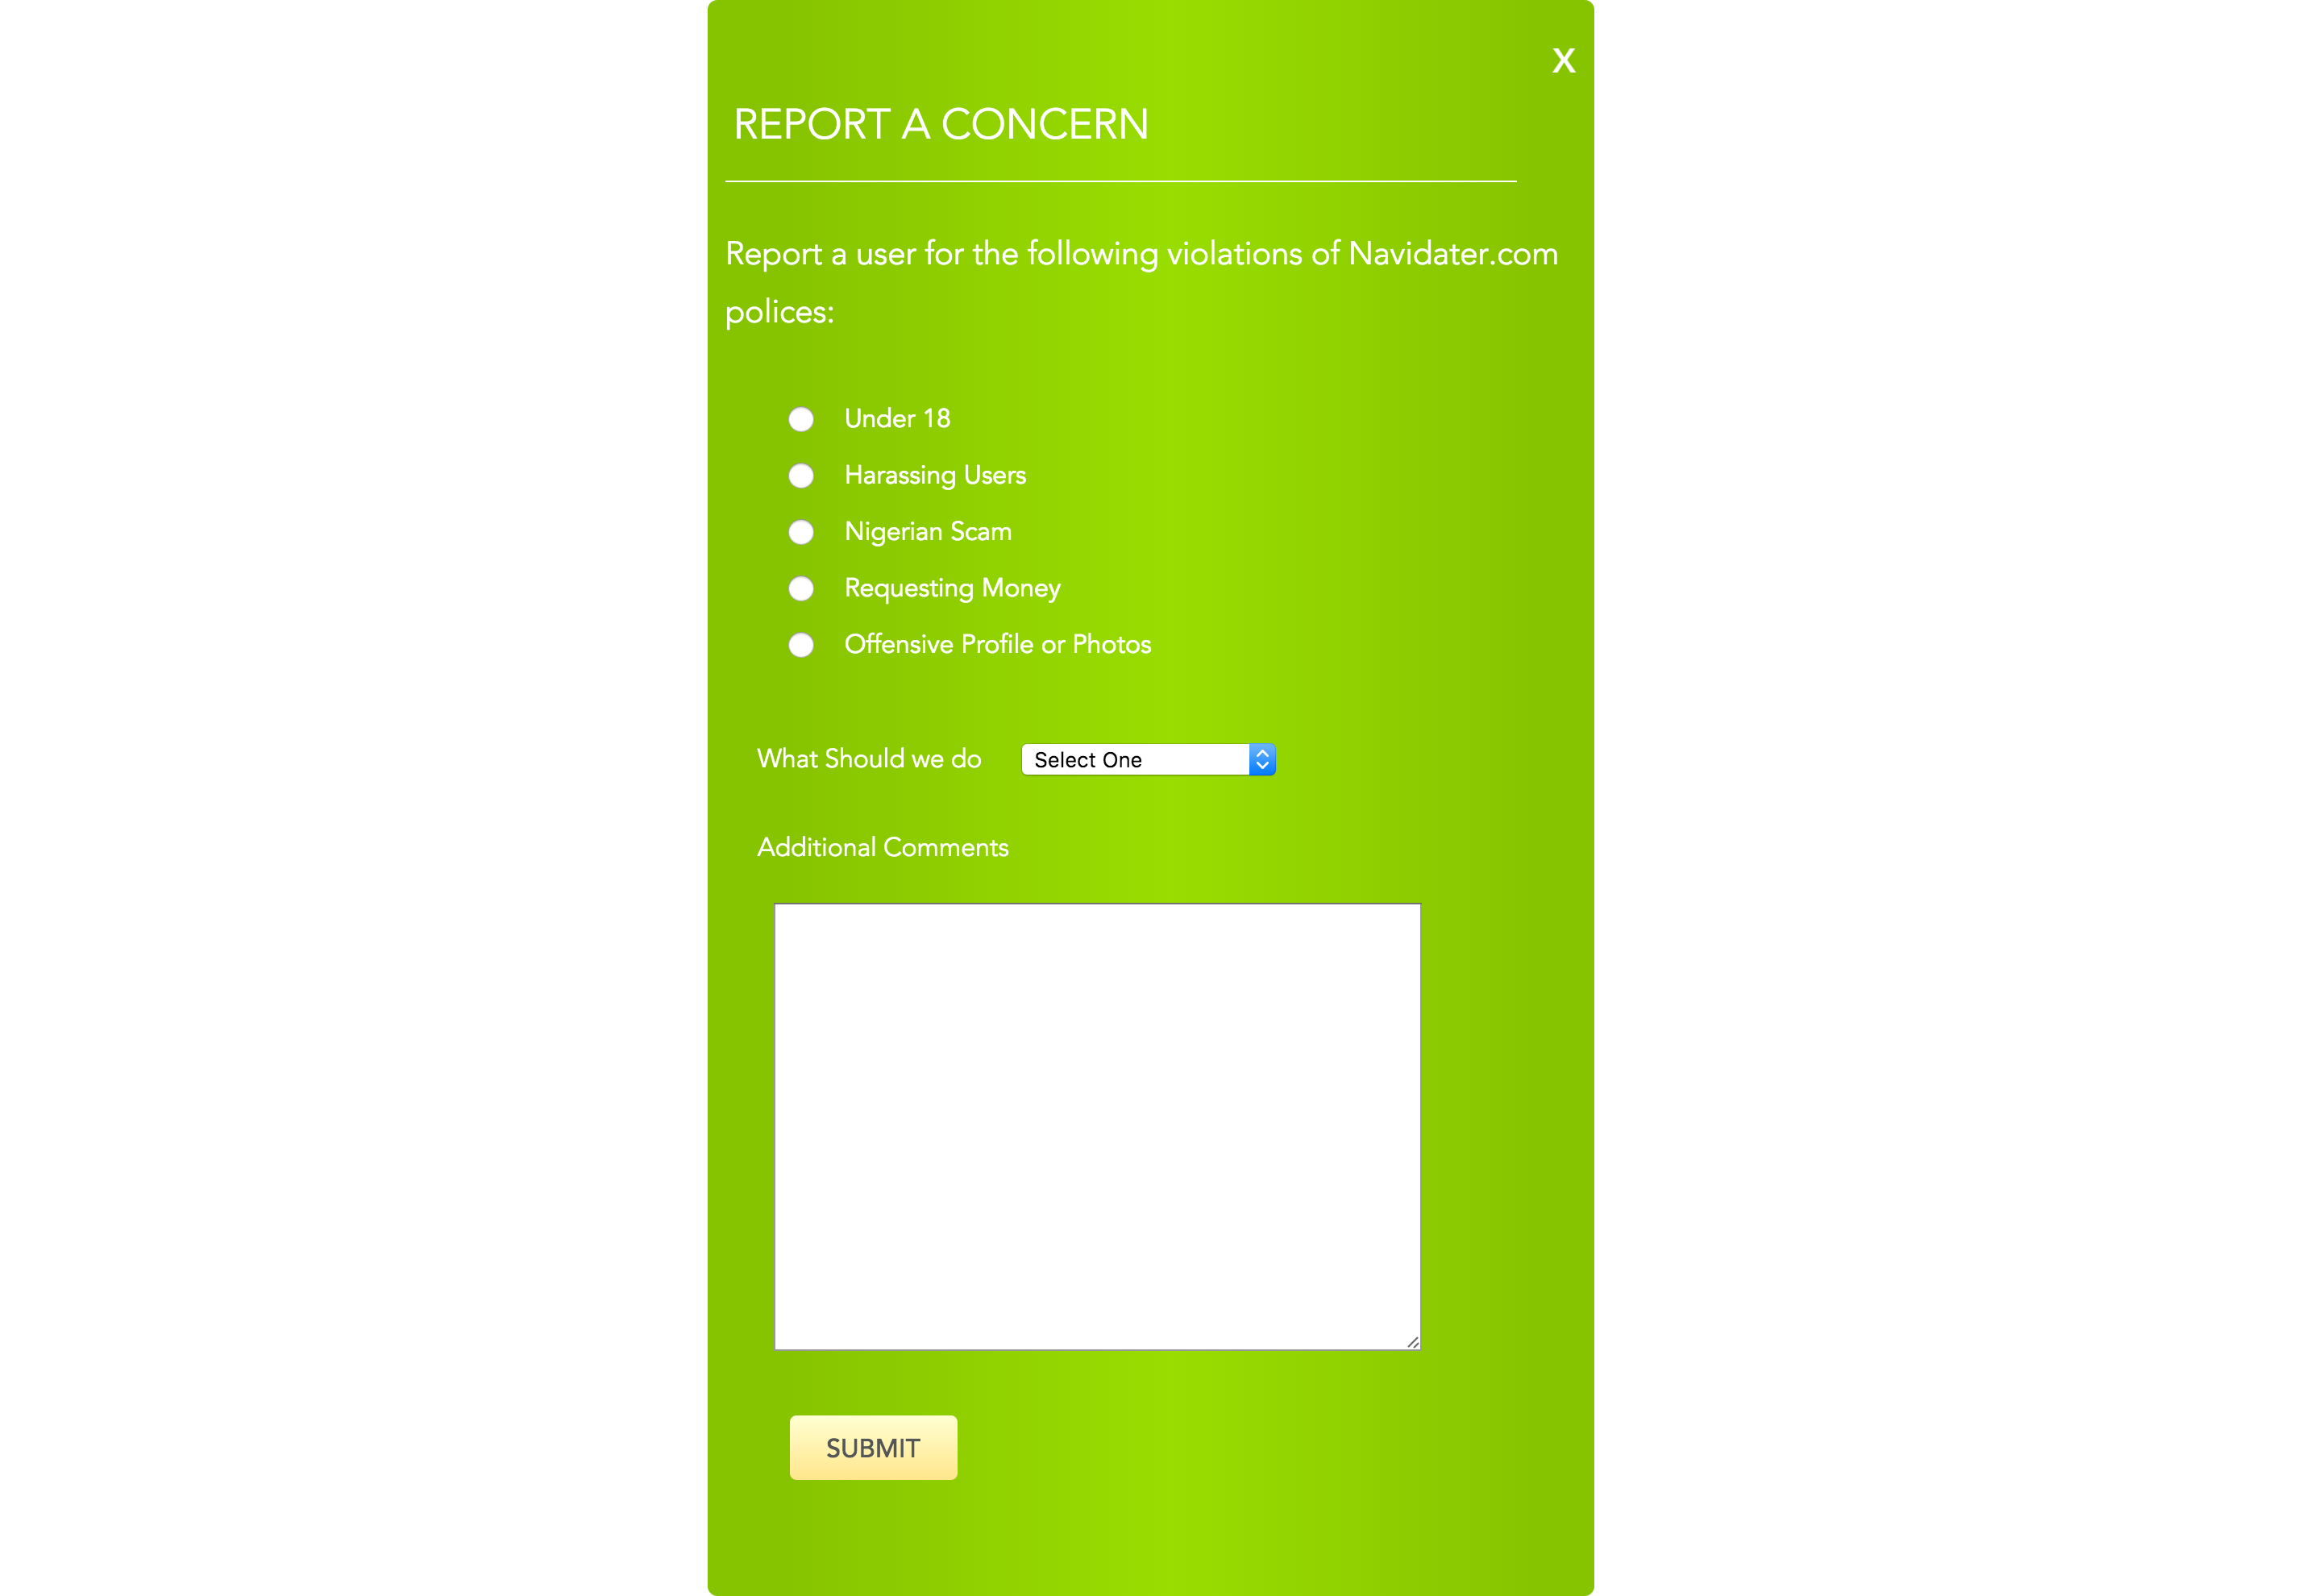 X
REPORT A CONCERN
Report a user for the following violations of Navidater.com
polices:
Under 18
Harassing Users
Nigerian Scam
Requesting Money
Offensive Profile or Photos
What Should we do Select One
Additional Comments
SUBMIT